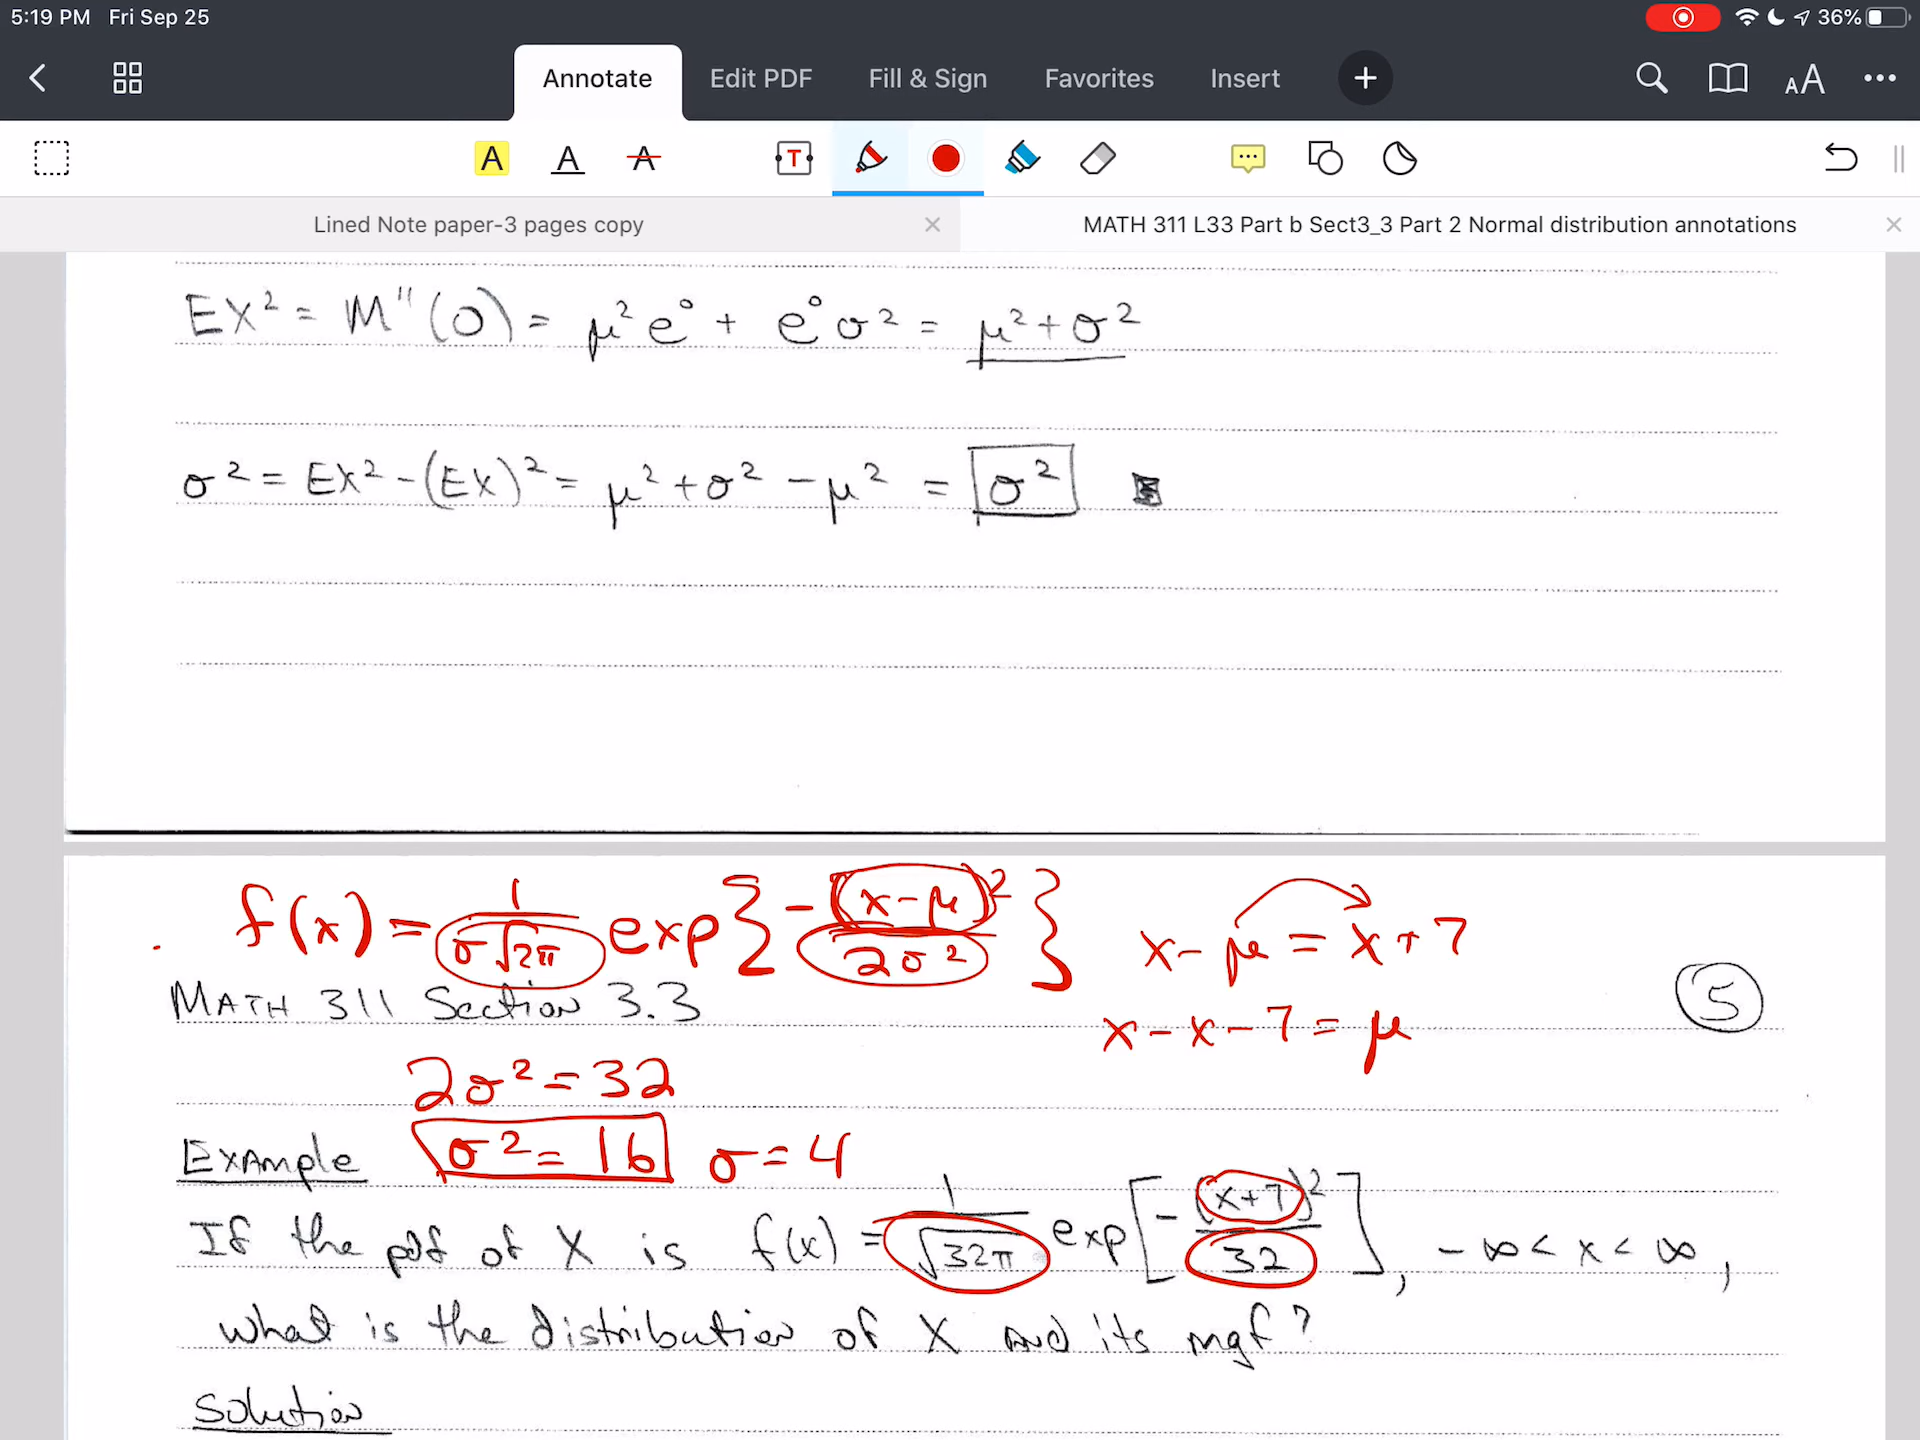 5:19 PM Fri Sep 25 36%
Annotate Edit PDF Fill & Sign Favorites Insert
A A A T
Lined Note paper-3 pages copy
MATH 311 L33 Part b Sect3_3 Part 2 Normal distribution annotations
EX² = M''(0) = μ²e⁰ + e⁰σ² = μ²+σ²
σ² = EX² - (EX)² = μ² + σ² - μ² = σ²
f(x) = 1/(σ√2π) exp{ -(x-μ)²/2σ² }
x - μ = x + 7
MATH 311 Section 3.3
5
x - x - 7 = μ
2σ² = 32
Example
σ² = 16 σ = 4
If the pdf of X is f(x) = 1/√32π exp[ -(x+7)²/32 ], -∞ < x < ∞,
what is the distribution of X and its mgf?
Solution